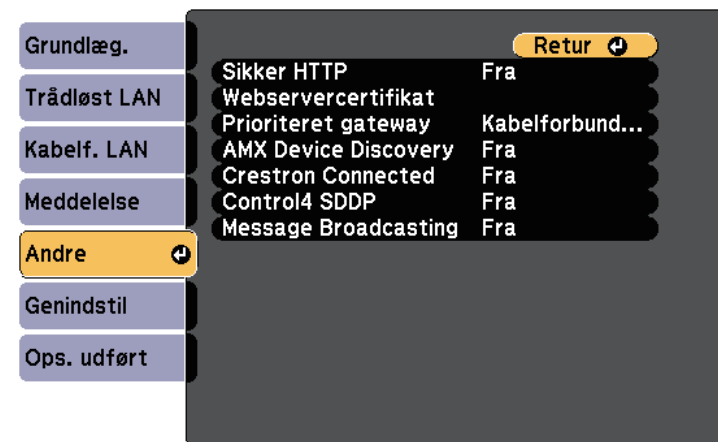 Grundlæg.
Trådløst LAN
Kabelf. LAN
Meddelelse
Andre
Genindstil
Ops. udført
Retur
Sikker HTTP Fra
Webservercertifikat
Prioriteret gateway Kabelforbund...
AMX Device Discovery Fra
Crestron Connected Fra
Control4 SDDP Fra
Message Broadcasting Fra